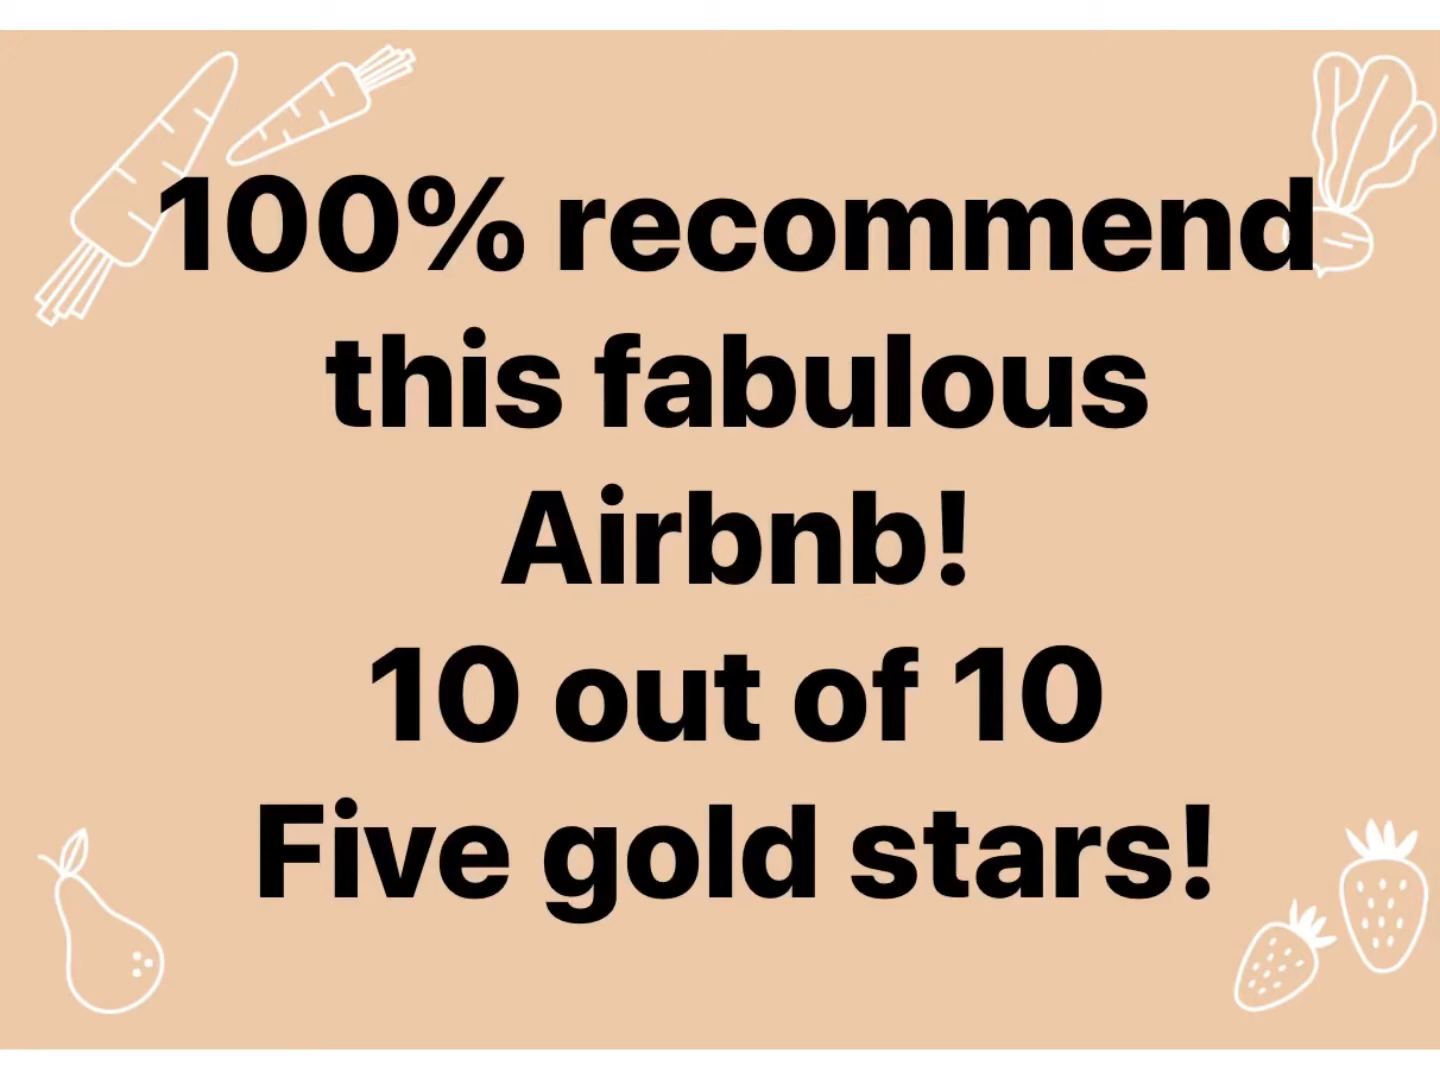 100% recommend
this fabulous
Airbnb!
10 out of 10
Five gold stars!